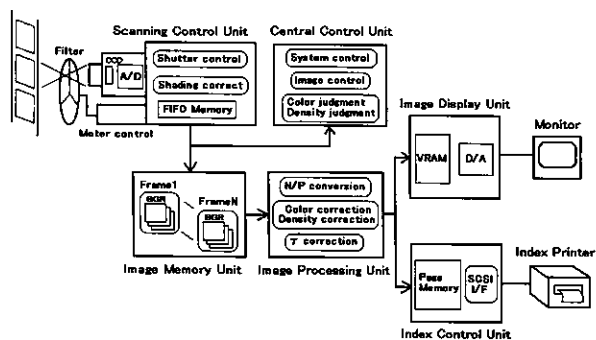 Scanning Control Unit
Central Control Unit
Filter
CCD
A/D
Shutter control
Shading correct
FIFO Memory
Motor control
System control
Image control
Color judgment
Density judgment
Image Display Unit
VRAM
D/A
Monitor
Frame1
BGR
FrameN
BGR
Image Memory Unit
N/P conversion
Color correction
Density correction
γ correction
Image Processing Unit
Page
Memory
SCSI
I/F
Index Control Unit
Index Printer